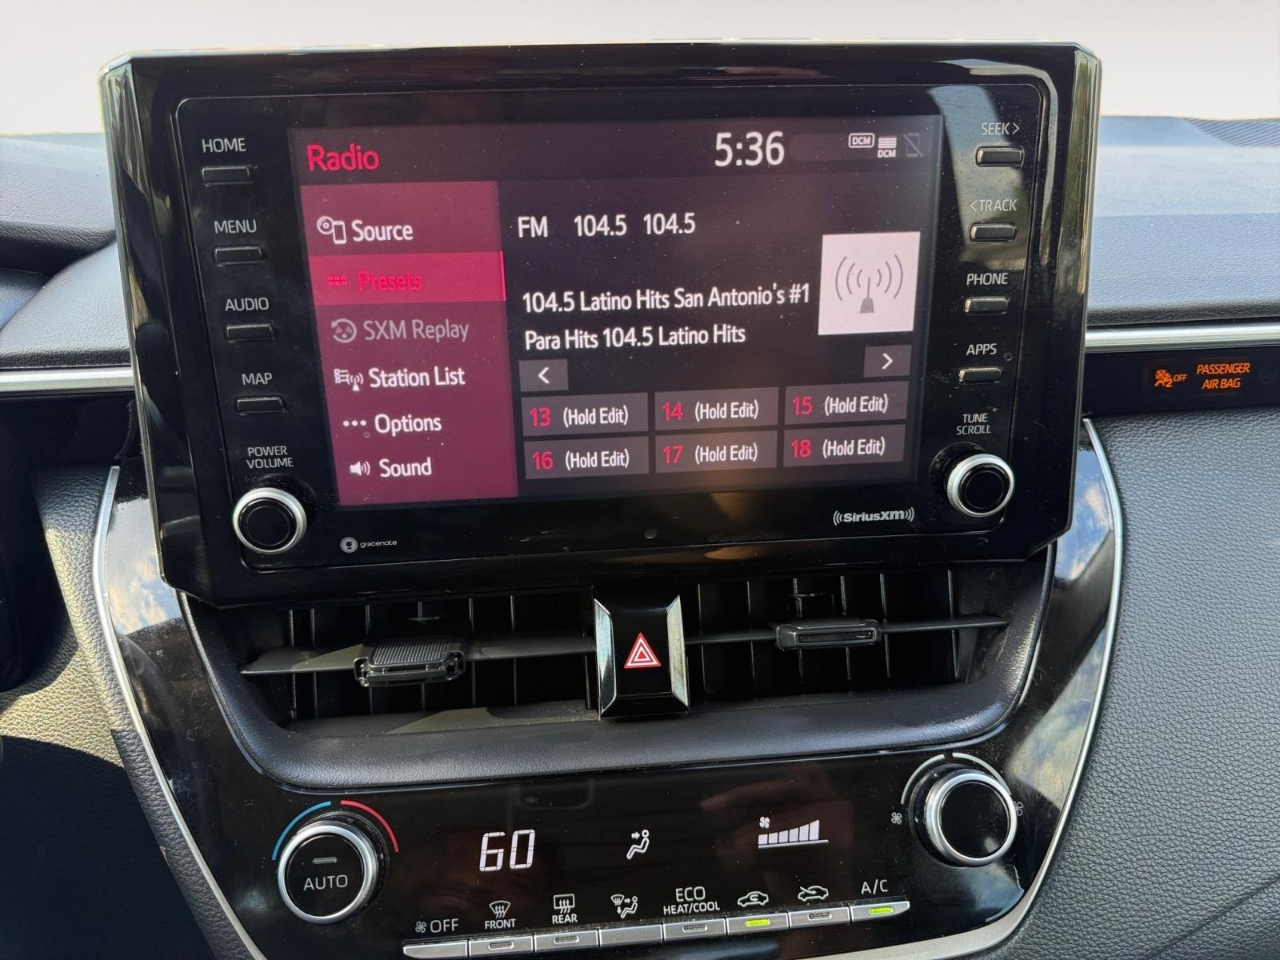 HOME
MENU
AUDIO
MAP
POWER
VOLUME
Radio
5:36
DCM
DCM
Source
Presets
SXM Replay
Station List
Options
Sound
FM 104.5 104.5
104.5 Latino Hits San Antonio's #1
Para Hits 104.5 Latino Hits
< >
13 (Hold Edit) 14 (Hold Edit) 15 (Hold Edit)
16 (Hold Edit) 17 (Hold Edit) 18 (Hold Edit)
SEEK>
<TRACK
PHONE
APPS
TUNE
SCROLL
gracenote
((SiriusXM))
OFF PASSENGER
AIR BAG
AUTO
60
OFF
FRONT
REAR
ECO
HEAT/COOL
A/C